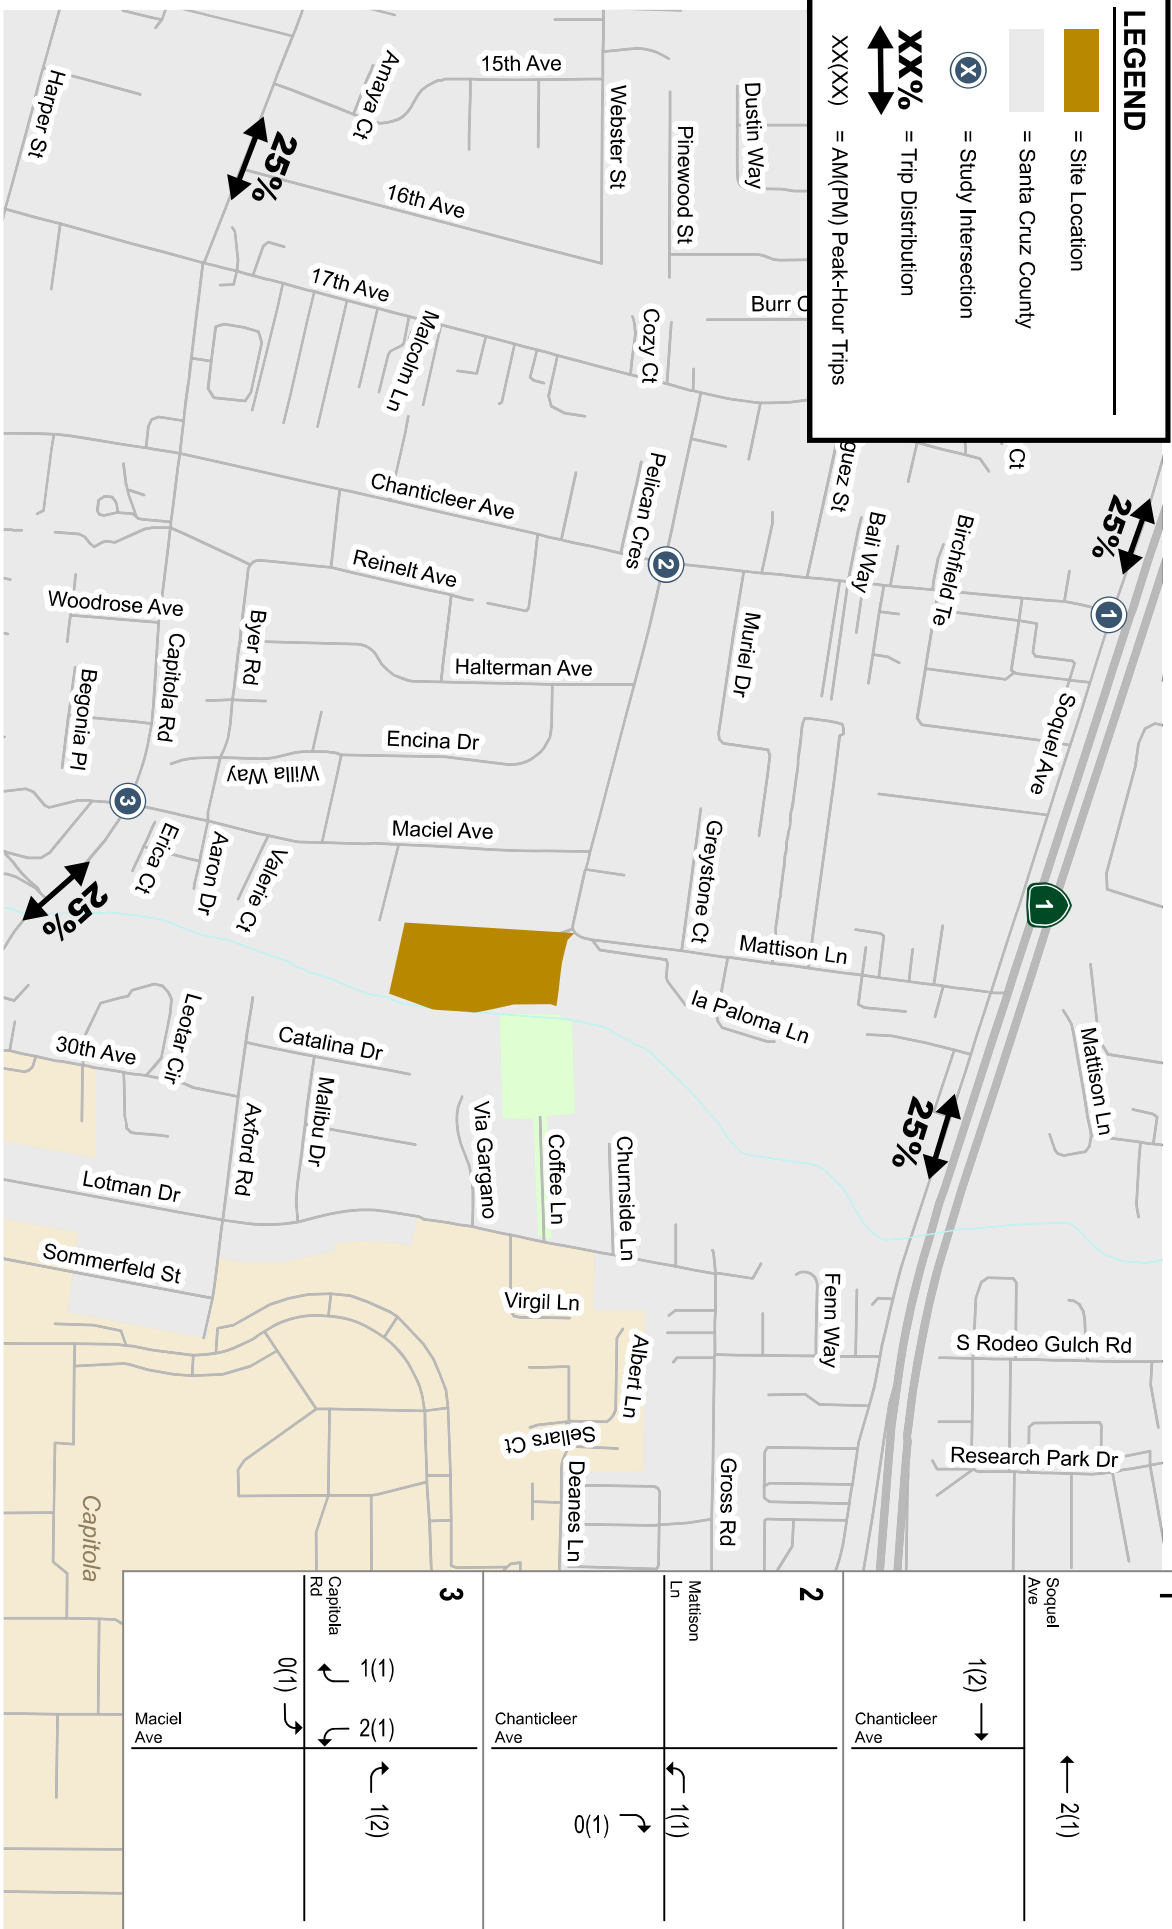 LEGEND
= Site Location
= Santa Cruz County
X
= Study Intersection
XX%
= Trip Distribution
XX(XX)
= AM(PM) Peak-Hour Trips
Harper St
Amaya Ct
15th Ave
Webster St
Pinewood St
Dustin Way
25%
16th Ave
17th Ave
Malcolm Ln
Cozy Ct
Burr C
guez St
Ct
25%
Chanticleer Ave
Pelican Cres
Bali Way
Birchfield Te
1
2
Reinelt Ave
Woodrose Ave
Byer Rd
Capitola Rd
Begonia Pl
Halterman Ave
Muriel Dr
Soquel Ave
Encina Dr
Willa Way
3
Maciel Ave
Greystone Ct
Erica Ct
Aaron Dr
Valerie Ct
25%
1
Mattison Ln
la Paloma Ln
Mattison Ln
Leotar Cir
30th Ave
Catalina Dr
Malibu Dr
Axford Rd
Via Gargano
Coffee Ln
Churnside Ln
25%
Lotman Dr
Sommerfeld St
Virgil Ln
Albert Ln
Fenn Way
S Rodeo Gulch Rd
Sellars Ct
Deanes Ln
Gross Rd
Research Park Dr
Capitola
Soquel
Ave
1(2)
Chanticleer
Ave
2(1)
2
Mattison
Ln
Chanticleer
Ave
1(1)
0(1)
3
Capitola
Rd
1(1)
0(1)
2(1)
Maciel
Ave
1(2)